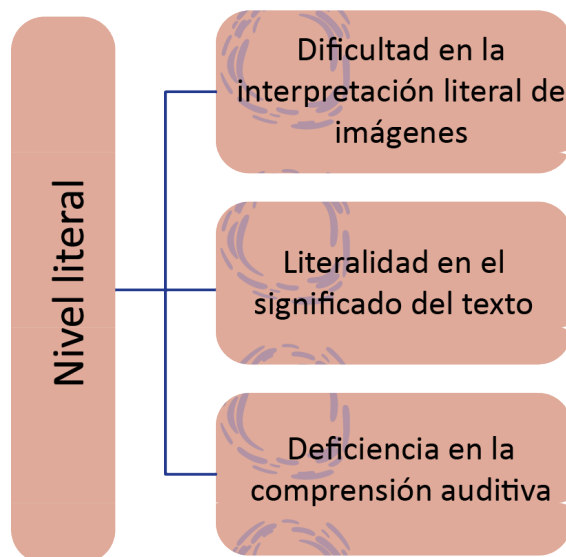 Nivel literal
Dificultad en la
interpretación literal de
imágenes
Literalidad en el
significado del texto
Deficiencia en la
comprensión auditiva